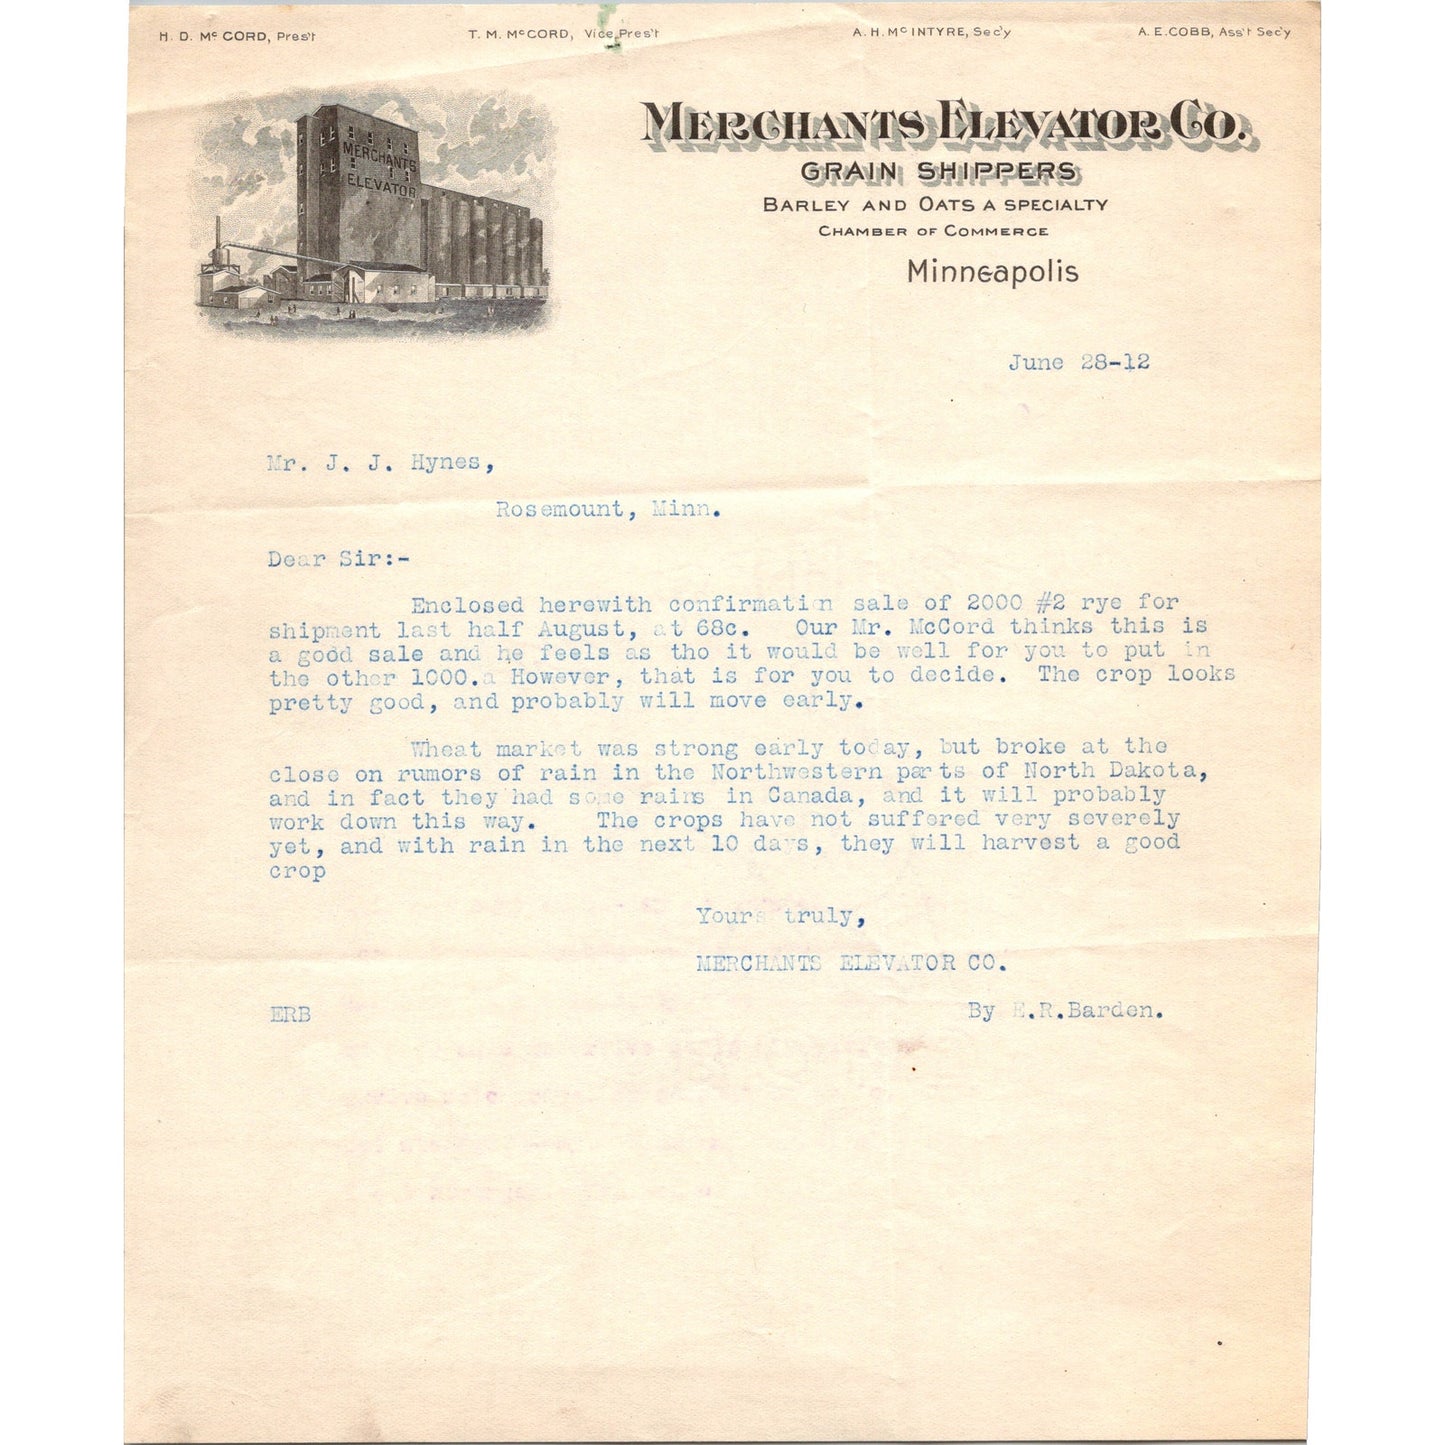 H. D. McCORD, Pres't T. M. McCORD, Vice Pres't A. H. McINTYRE, Sec'y A. E. COBB, Ass't Sec'y
MERCHANTS
ELEVATOR
MERCHANTS ELEVATOR CO.
GRAIN SHIPPERS
BARLEY AND OATS A SPECIALTY
CHAMBER OF COMMERCE
Minneapolis
June 28-12
Mr. J. J. Hynes,
Rosemount, Minn.
Dear Sir:-
Enclosed herewith confirmation sale of 2000 #2 rye for
shipment last half August, at 68c. Our Mr. McCord thinks this is
a good sale and he feels as tho it would be well for you to put in
the other 1000.a However, that is for you to decide. The crop looks
pretty good, and probably will move early.
Wheat market was strong early today, but broke at the
close on rumors of rain in the Northwestern parts of North Dakota,
and in fact they had some rains in Canada, and it will probably
work down this way. The crops have not suffered very severely
yet, and with rain in the next 10 days, they will harvest a good
crop
Yours truly,
MERCHANTS ELEVATOR CO.
ERB By E.R.Barden.